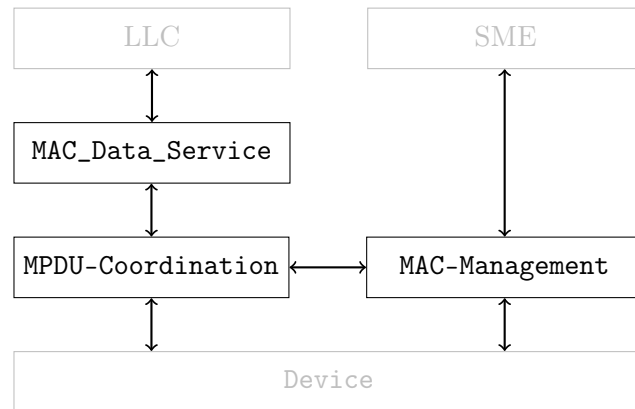 LLC
SME
MAC_Data_Service
MPDU-Coordination
MAC-Management
Device